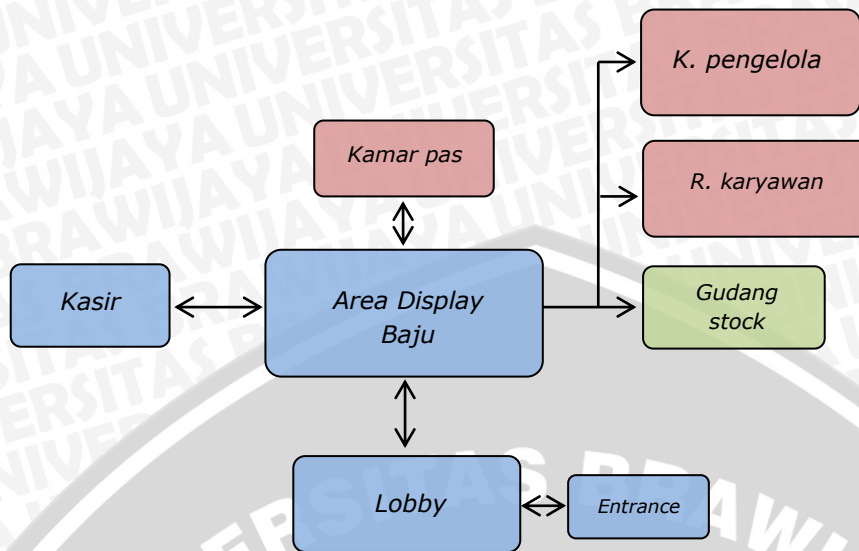 K. pengelola
Kamar pas
R. karyawan
Kasir
Area Display
Baju
Gudang
stock
Lobby
Entrance